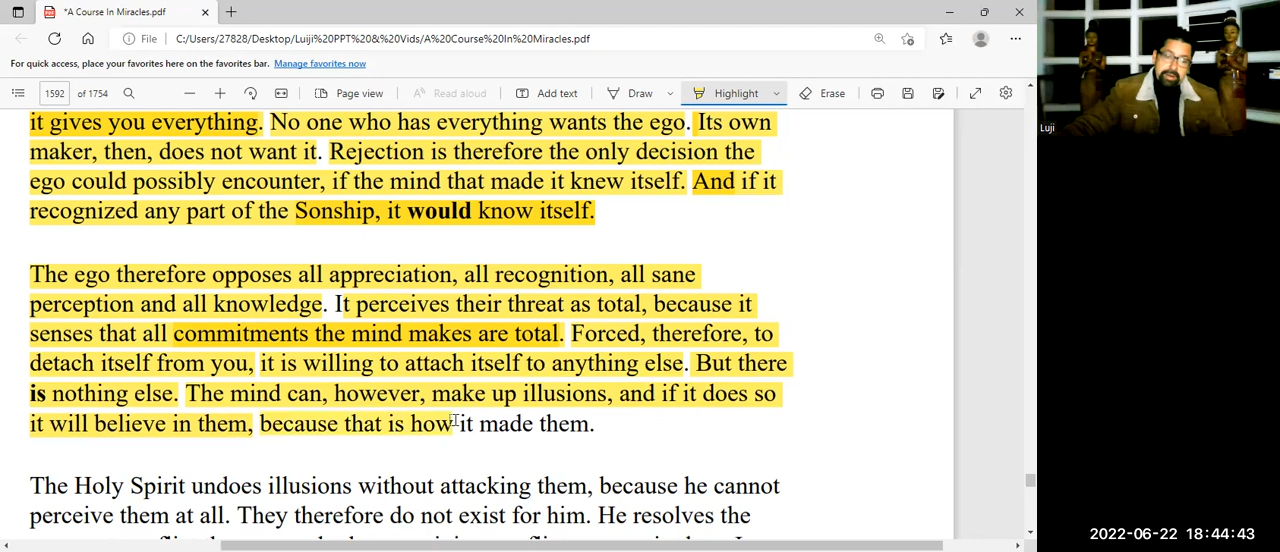 *A Course In Miracles.pdf
File
C:/Users/27828/Desktop/Luiji%20PPT%20&%20Vids/A%20Course%20In%20Miracles.pdf
For quick access, place your favorites here on the favorites bar. Manage favorites now
1592 of 1754
Page view
Read aloud
Add text
Draw
Highlight
Erase
it gives you everything. No one who has everything wants the ego. Its own
maker, then, does not want it. Rejection is therefore the only decision the
ego could possibly encounter, if the mind that made it knew itself. And if it
recognized any part of the Sonship, it would know itself.
The ego therefore opposes all appreciation, all recognition, all sane
perception and all knowledge. It perceives their threat as total, because it
senses that all commitments the mind makes are total. Forced, therefore, to
detach itself from you, it is willing to attach itself to anything else. But there
is nothing else. The mind can, however, make up illusions, and if it does so
it will believe in them, because that is how it made them.
The Holy Spirit undoes illusions without attacking them, because he cannot
perceive them at all. They therefore do not exist for him. He resolves the
Luji
2022-06-22 18:44:43